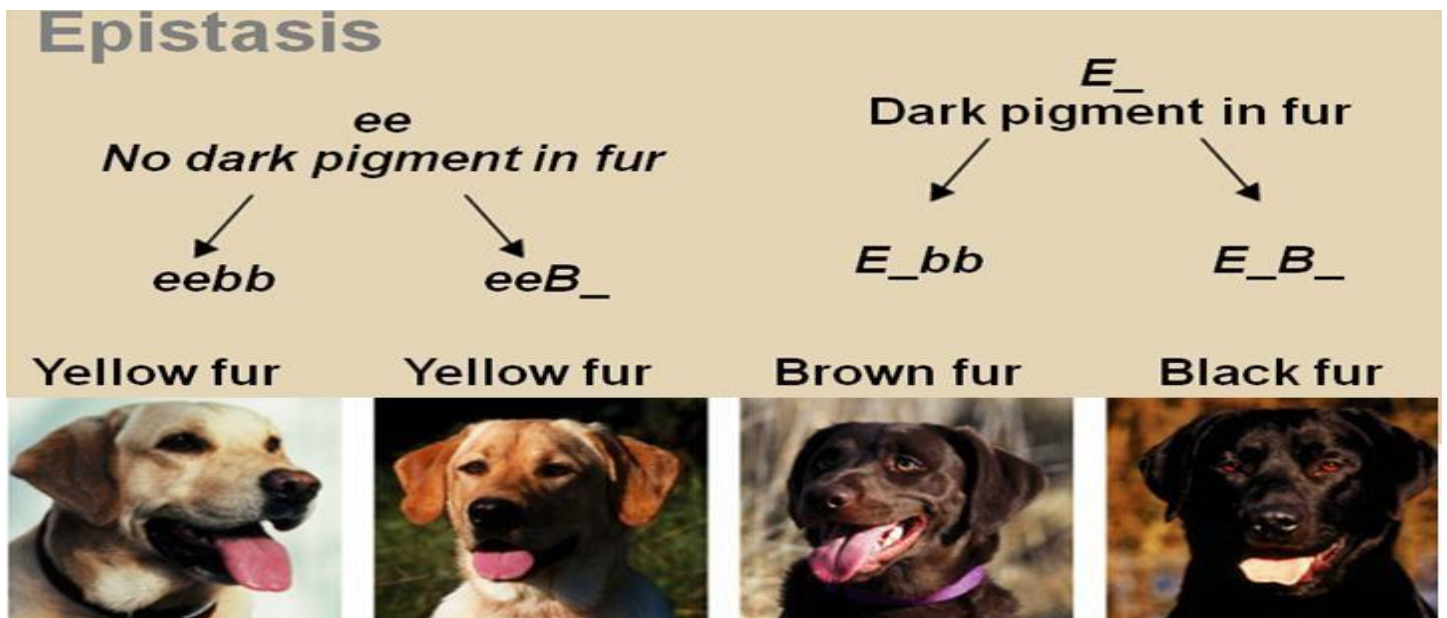 Epistasis
ee
No dark pigment in fur
eebb
eeB_
Yellow fur
Yellow fur
E_
Dark pigment in fur
E_bb
E_B_
Brown fur
Black fur